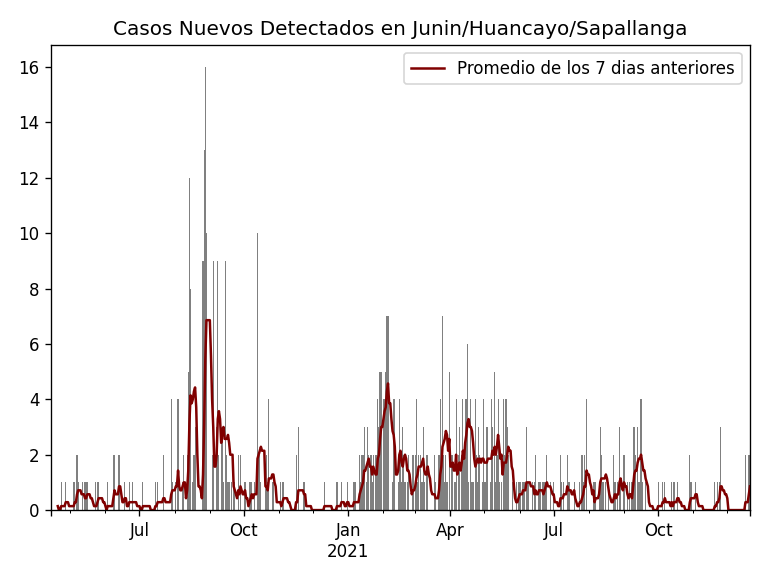 Casos Nuevos Detectados en Junin/Huancayo/Sapallanga
Promedio de los 7 dias anteriores
16
14
12
10
8
6
4
2
0
Jul
Oct
Jan
2021
Apr
Jul
Oct